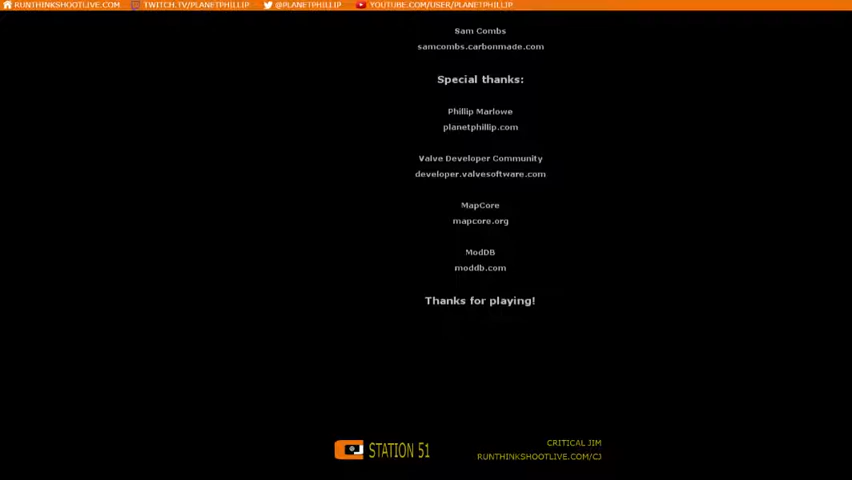 RUNTHINKSHOOTLIVE.COM TWITCH.TV/PLANETPHILLIP @PLANETPHILLIP YOUTUBE.COM/USER/PLANETPHILLIP
Sam Combs
samcombs.carbonmade.com
Special thanks:
Phillip Marlowe
planetphillip.com
Valve Developer Community
developer.valvesoftware.com
MapCore
mapcore.org
ModDB
moddb.com
Thanks for playing!
CJ STATION 51
CRITICAL JIM
RUNTHINKSHOOTLIVE.COM/CJ